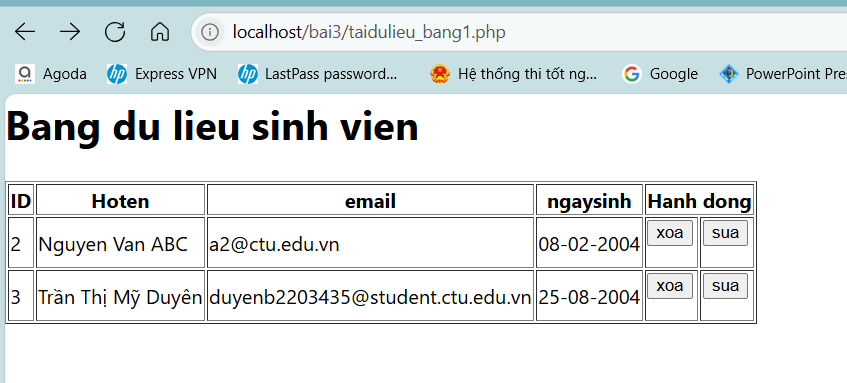 localhost/bai3/taidulieu_bang1.php
Agoda Express VPN LastPass password... Hệ thống thi tốt ng... Google PowerPoint Pre
Bang du lieu sinh vien
ID Hoten email ngaysinh Hanh dong
2 Nguyen Van ABC a2@ctu.edu.vn 08-02-2004 xoa sua
3 Trần Thị Mỹ Duyên duyenb2203435@student.ctu.edu.vn 25-08-2004 xoa sua